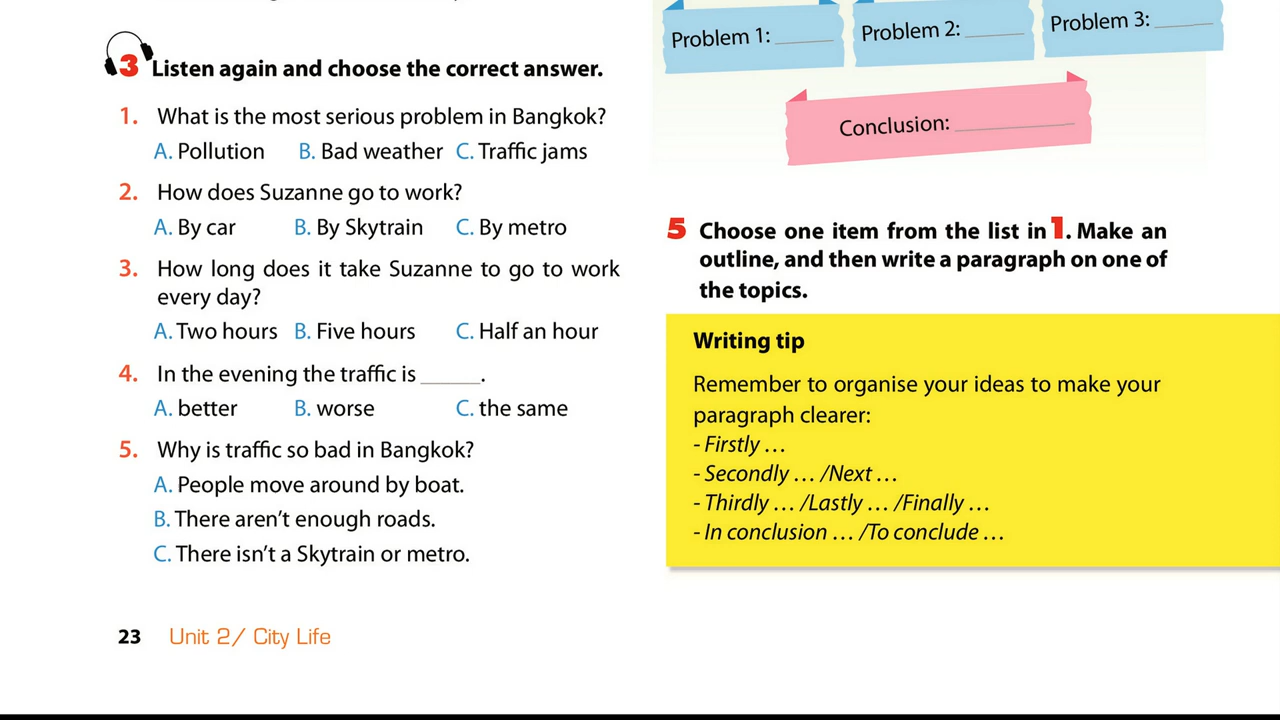 3 Listen again and choose the correct answer.
1. What is the most serious problem in Bangkok?
A. Pollution B. Bad weather C. Traffic jams
2. How does Suzanne go to work?
A. By car B. By Skytrain C. By metro
3. How long does it take Suzanne to go to work
every day?
A. Two hours B. Five hours C. Half an hour
4. In the evening the traffic is _____.
A. better B. worse C. the same
5. Why is traffic so bad in Bangkok?
A. People move around by boat.
B. There aren't enough roads.
C. There isn't a Skytrain or metro.
23 Unit 2/ City Life
Problem 1: _____ Problem 2: _____ Problem 3: _____
Conclusion: __________
5 Choose one item from the list in 1. Make an
outline, and then write a paragraph on one of
the topics.
Writing tip
Remember to organise your ideas to make your
paragraph clearer:
- Firstly …
- Secondly … /Next …
- Thirdly … /Lastly … /Finally …
- In conclusion … /To conclude …